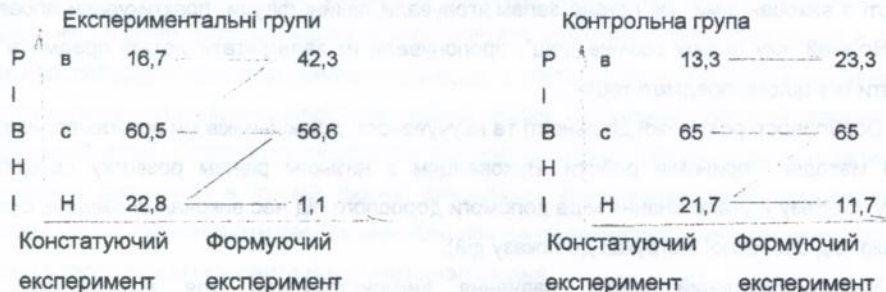 Експериментальні групи Контрольна група
Р в 16,7 42,3 Р в 13,3 23,3
І І
В с 60,5 56,6 В с 65 65
Н Н
І Н 22,8 1,1 І Н 21,7 11,7
Констатуючий Формуючий Констатуючий Формуючий
експеримент експеримент експеримент експеримент